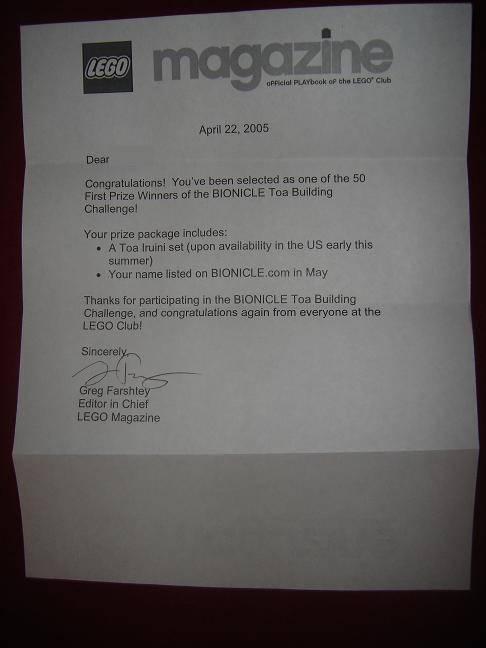 LEGO
magazine
OFFICIAL PLAYbook OF the LEGO® Club
April 22, 2005
Dear
Congratulations! You've been selected as one of the 50
First Prize Winners of the BIONICLE Toa Building
Challenge!
Your prize package includes:
• A Toa Iruini set (upon availability in the US early this
summer)
• Your name listed on BIONICLE.com in May
Thanks for participating in the BIONICLE Toa Building
Challenge, and congratulations again from everyone at the
LEGO Club!
Sincerely,
Greg Farshtey
Editor in Chief
LEGO Magazine